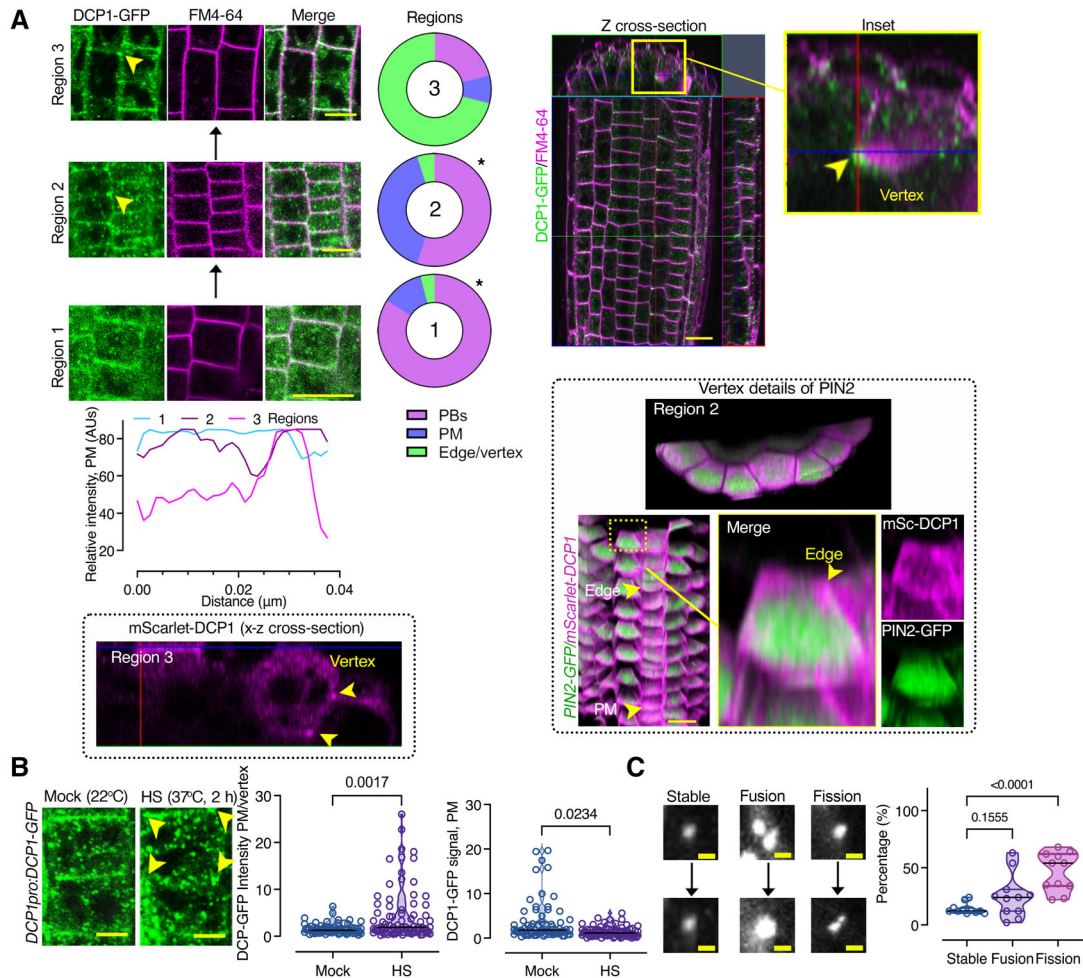 A
DCP1-GFP
FM4-64
Merge
Regions
Region 3
3
Region 2
2
*
Region 1
1
*
PBs
PM
Edge/vertex
Z cross-section
Inset
DCP1-GFP/FM4-64
Vertex
1
2
3
Regions
Relative intensity, PM (AUs)
80
60
40
20
0.00
0.02
0.04
Distance (µm)
mScarlet-DCP1 (x-z cross-section)
Region 3
Vertex
Vertex details of PIN2
Region 2
PIN2-GFP/mScarlet-DCP1
Edge
PM
Merge
Edge
mSc-DCP1
PIN2-GFP
B
Mock (22ºC)
HS (37ºC, 2 h)
DCP1pro:DCP1-GFP
DCP-GFP Intensity PM/vertex
30
20
10
0
0.0017
Mock
HS
DCP1-GFP signal, PM
30
20
10
0
0.0234
Mock
HS
C
Stable
Fusion
Fission
Percentage (%)
100
50
0
<0.0001
0.1555
Stable
Fusion
Fission